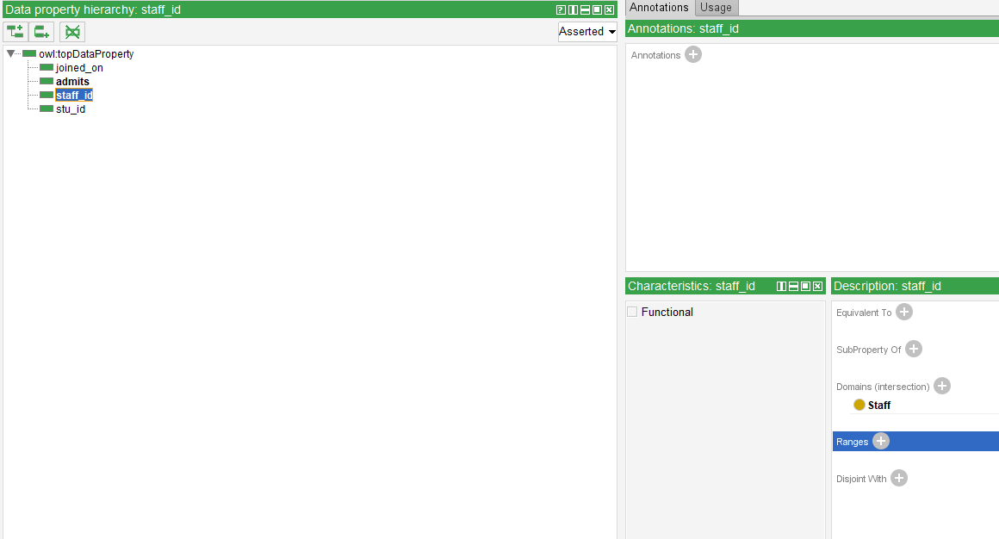 Data property hierarchy: staff_id
Asserted
owl:topDataProperty
joined_on
admits
staff_id
stu_id
Annotations Usage
Annotations: staff_id
Annotations
Characteristics: staff_id
Functional
Description: staff_id
Equivalent To
SubProperty Of
Domains (intersection)
Staff
Ranges
Disjoint With